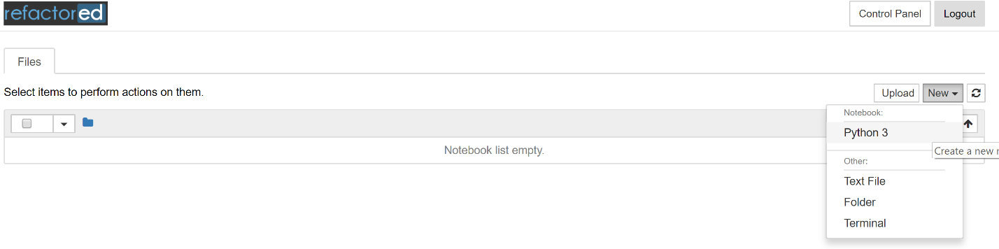 refactored
Control Panel Logout
Files
Select items to perform actions on them.
Upload New
Notebook list empty.
Notebook:
Python 3
Create a new
Other:
Text File
Folder
Terminal